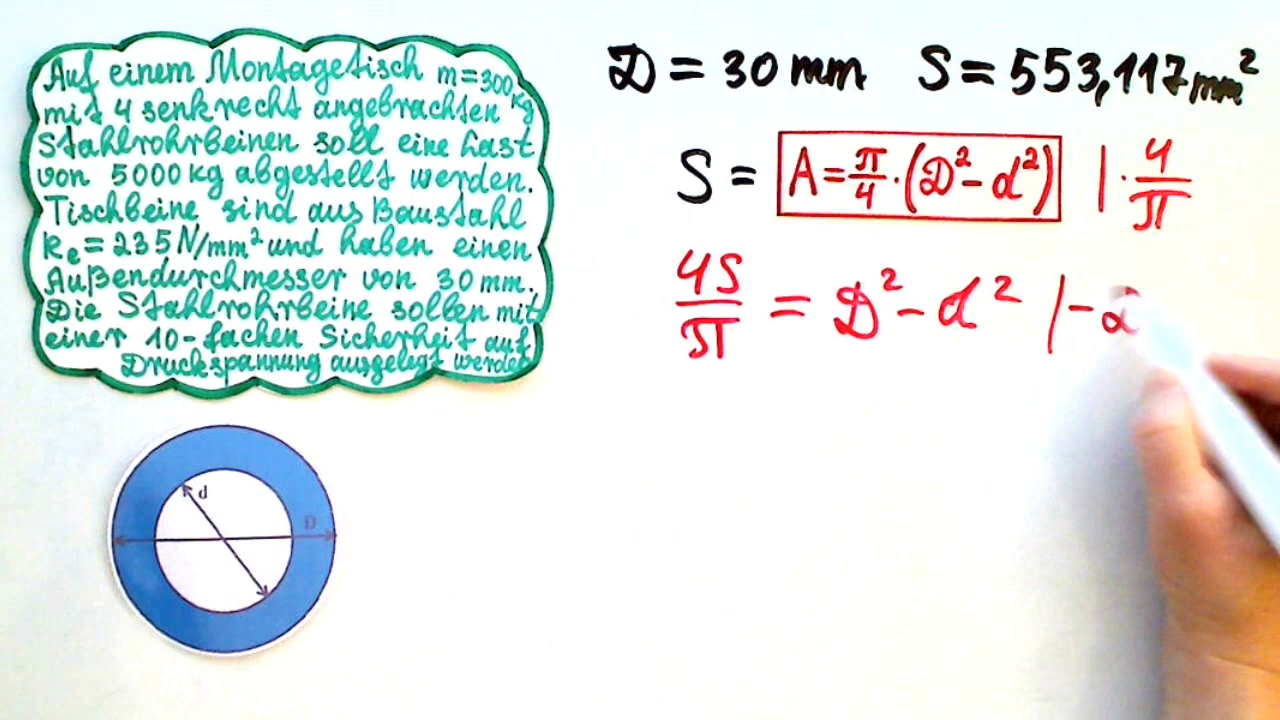 Auf einem Montagetisch m=300kg
mit 4 senkrecht angebrachten
Stahlrohrbeinen soll eine Last
von 5000 kg abgestellt werden.
Tischbeine sind aus Baustahl
Re=235 N/mm² und haben einen
Außendurchmesser von 30 mm.
Die Stahlrohrbeine sollen mit
einer 10-fachen Sicherheit auf
Druckspannung ausgelegt werden
d
D
D = 30 mm S = 553,117 mm²
S = A = π/4 · (D² - d²) | · 4/π
4S/π = D² - d² | - D